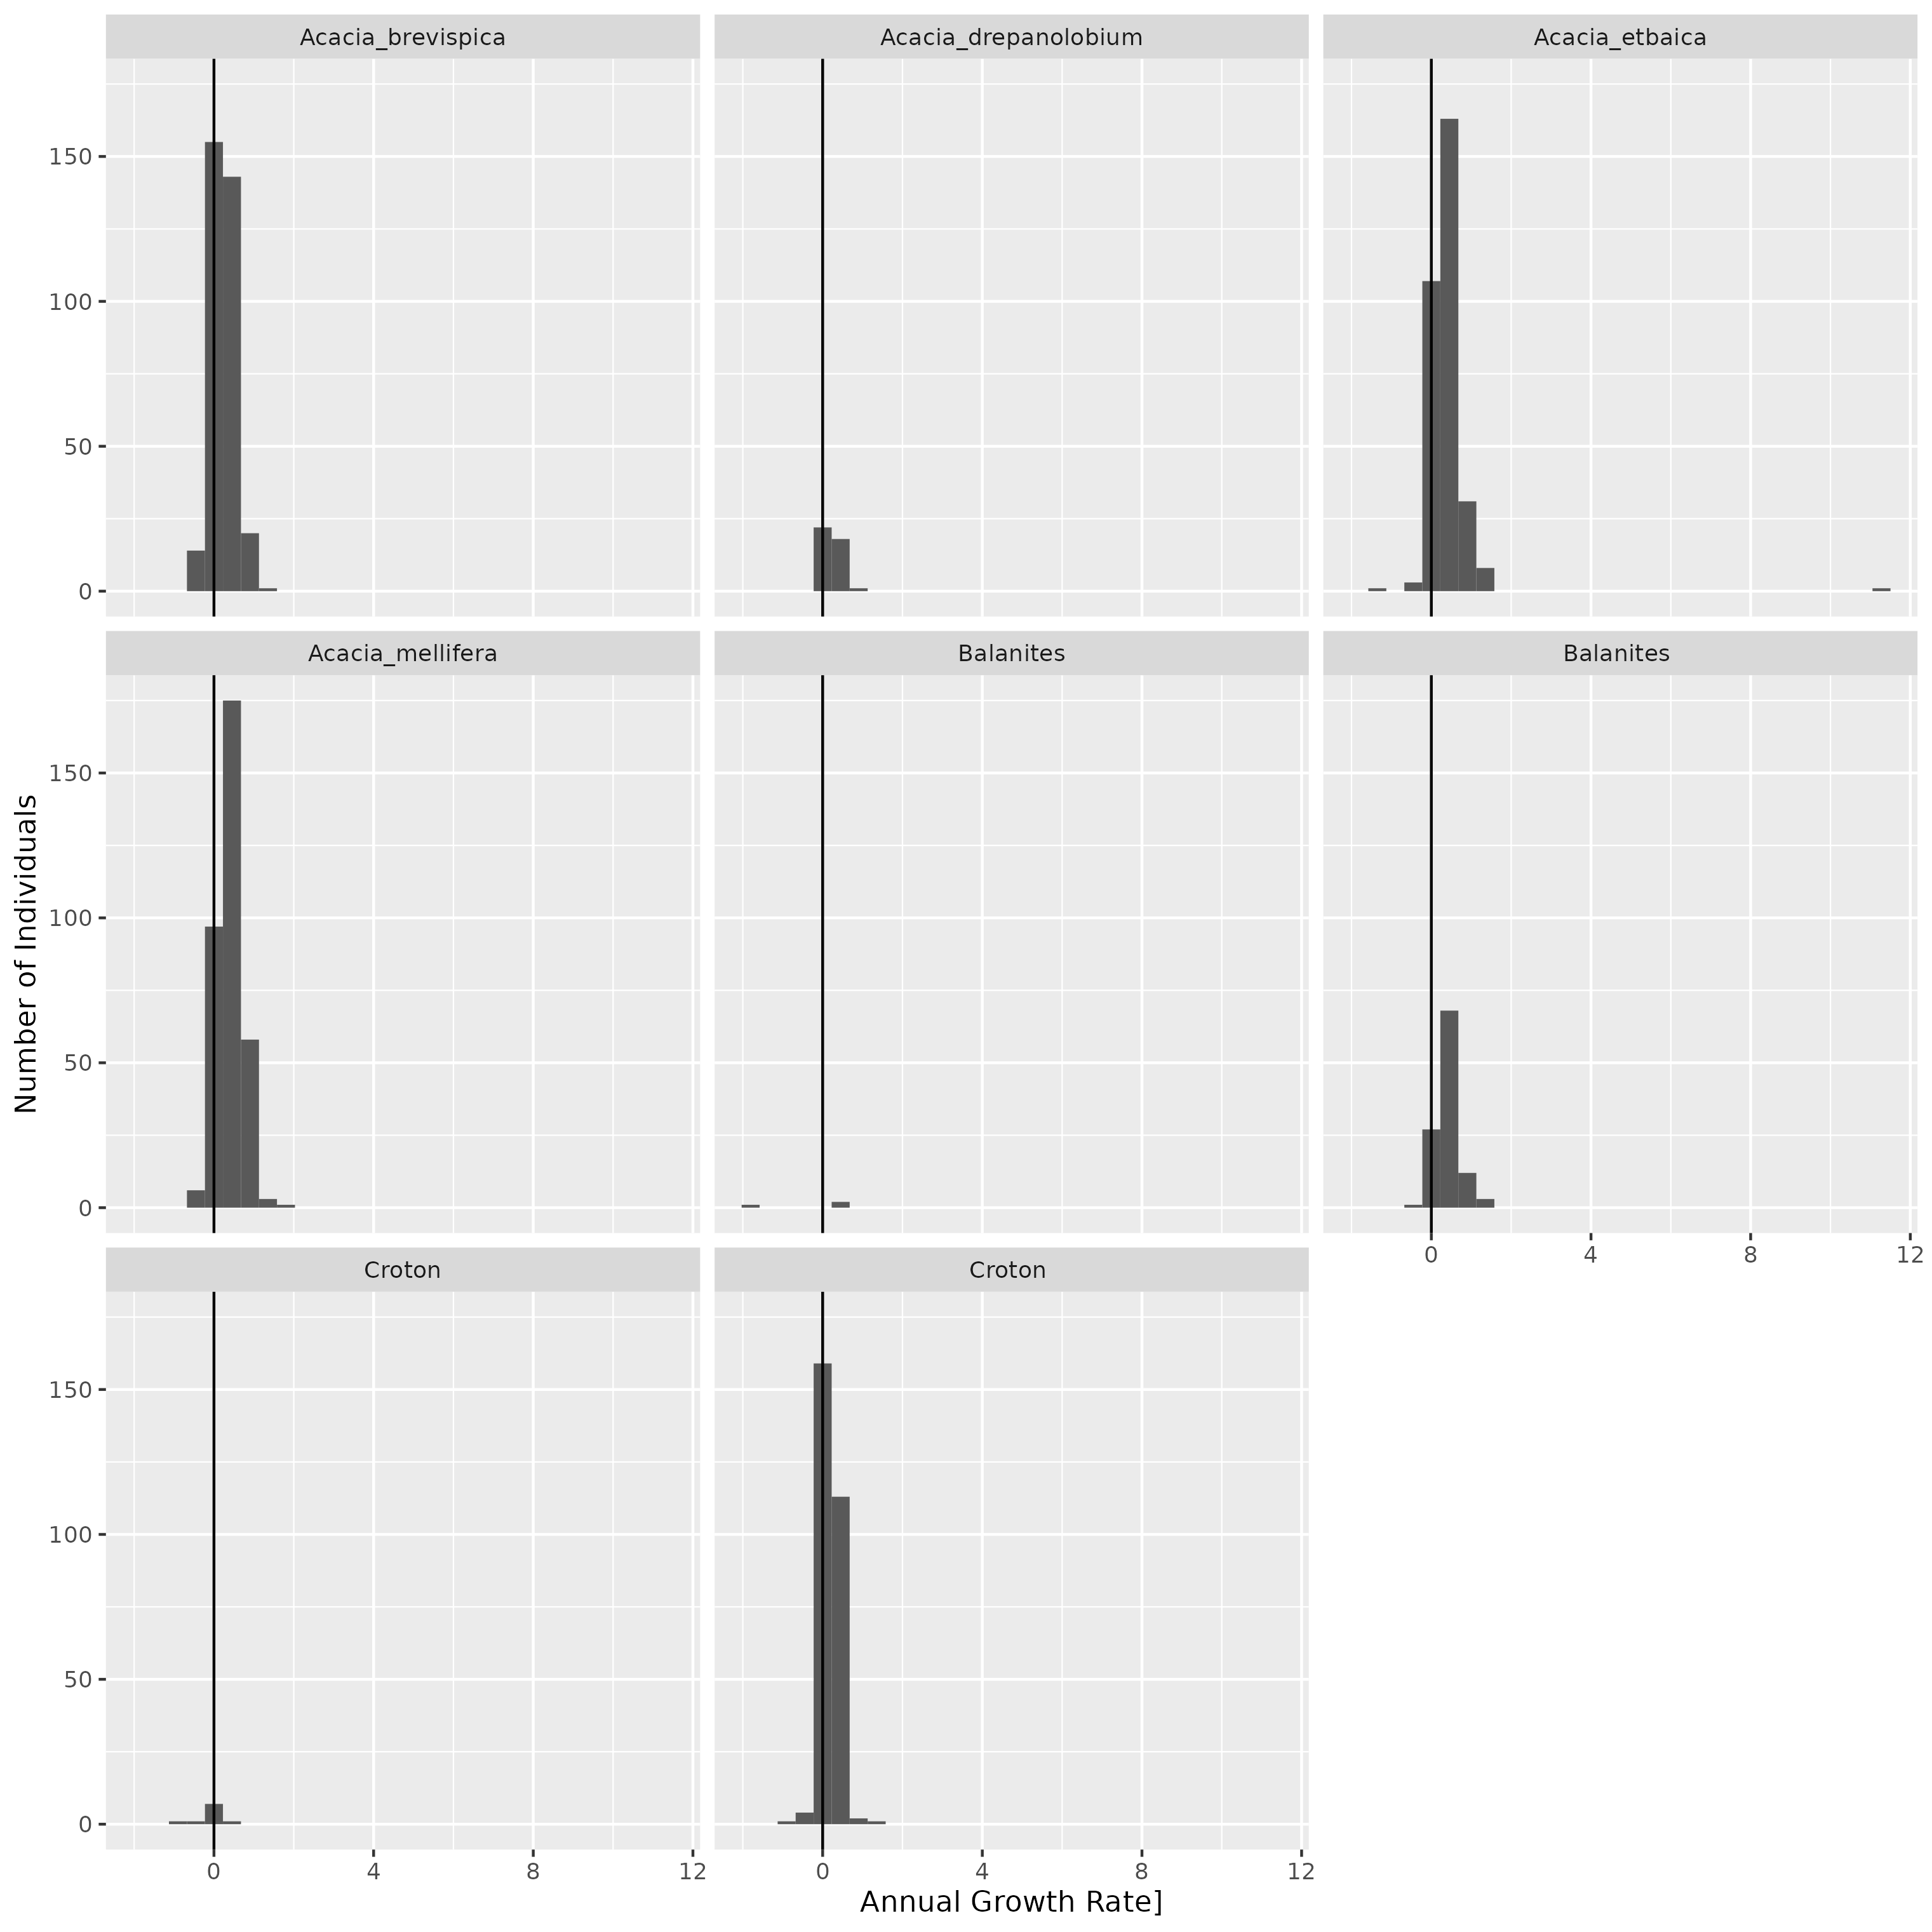 Acacia_brevispica Acacia_drepanolobium Acacia_etbaica
150
100
50
0
Acacia_mellifera Balanites Balanites
150
100
50
0
0 4 8 12
Croton Croton
150
100
50
0
0 4 8 12 0 4 8 12
Number of Individuals
Annual Growth Rate]